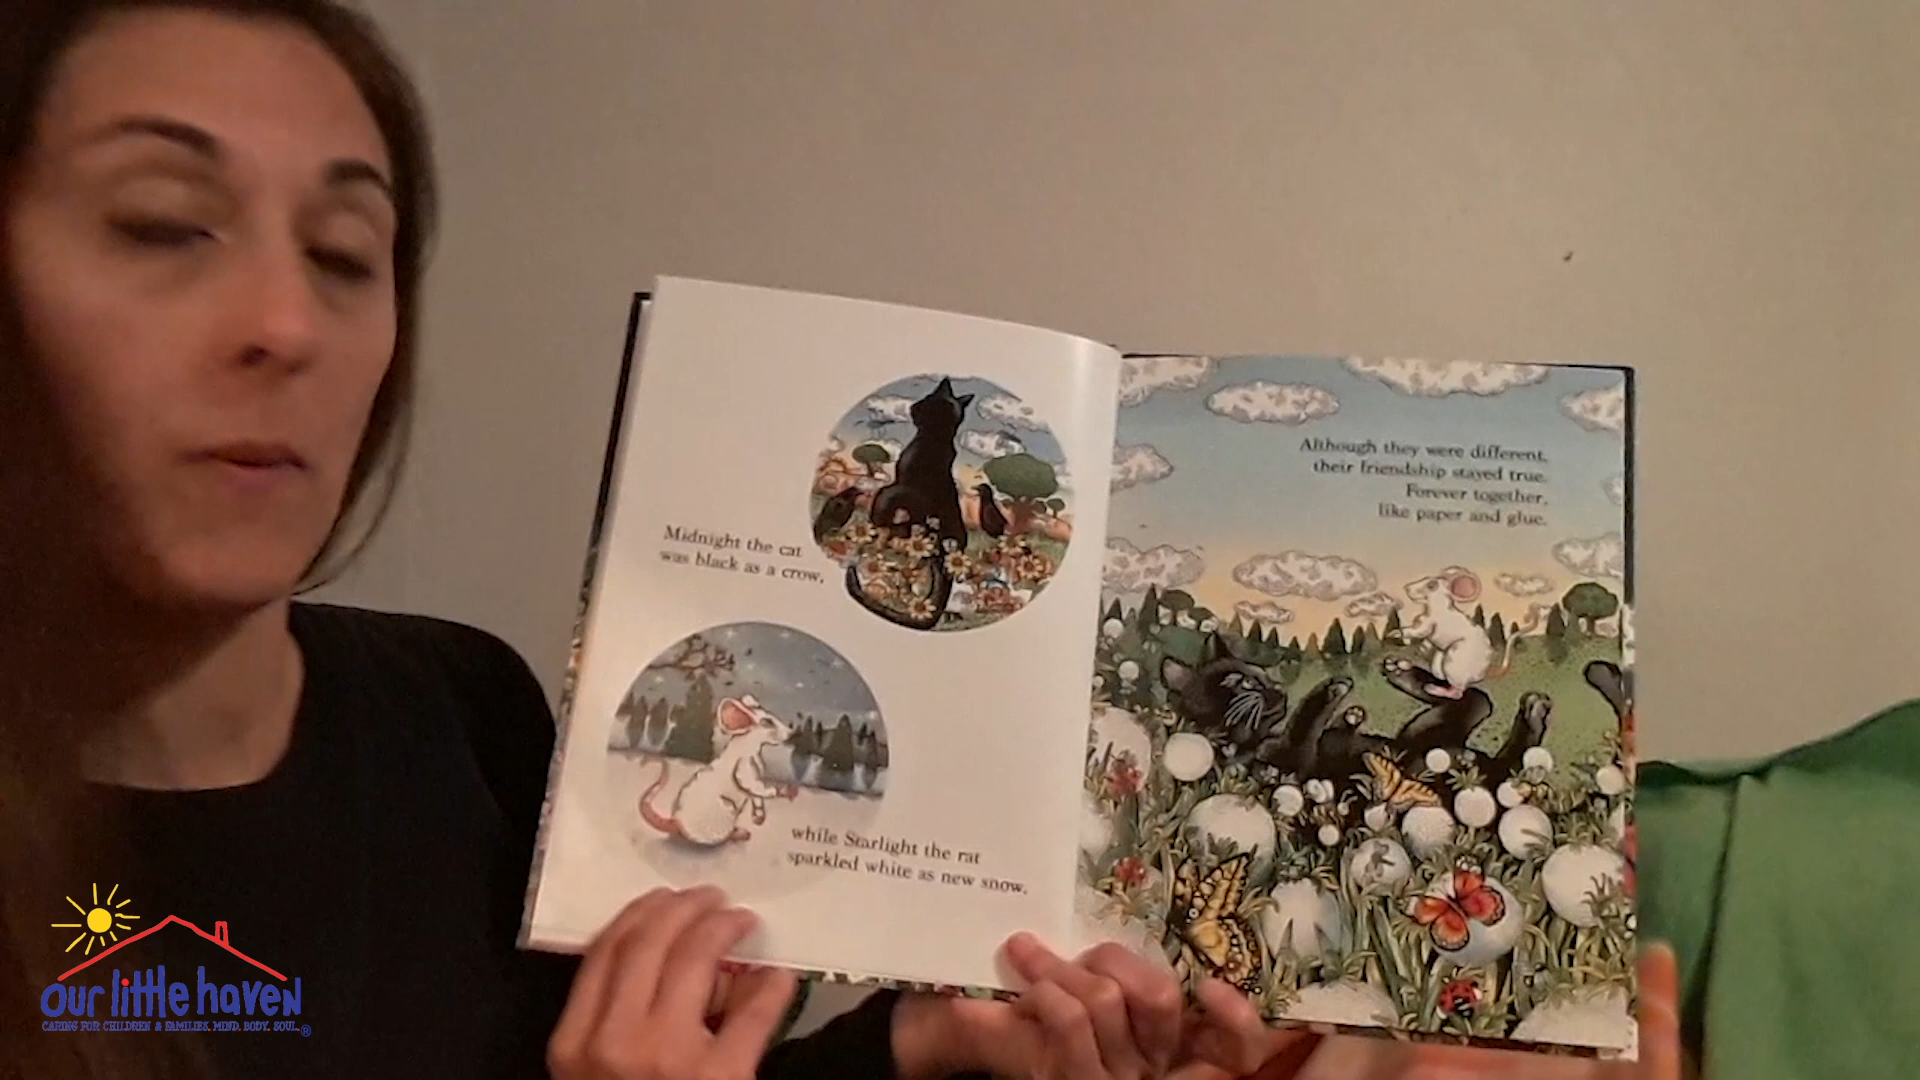 Midnight the cat
was black as a crow,
while Starlight the rat
sparkled white as new snow.
Although they were different,
their friendship stayed true.
Forever together,
like paper and glue.
our little haven
CARING FOR CHILDREN & FAMILIES. MIND. BODY. SOUL.®